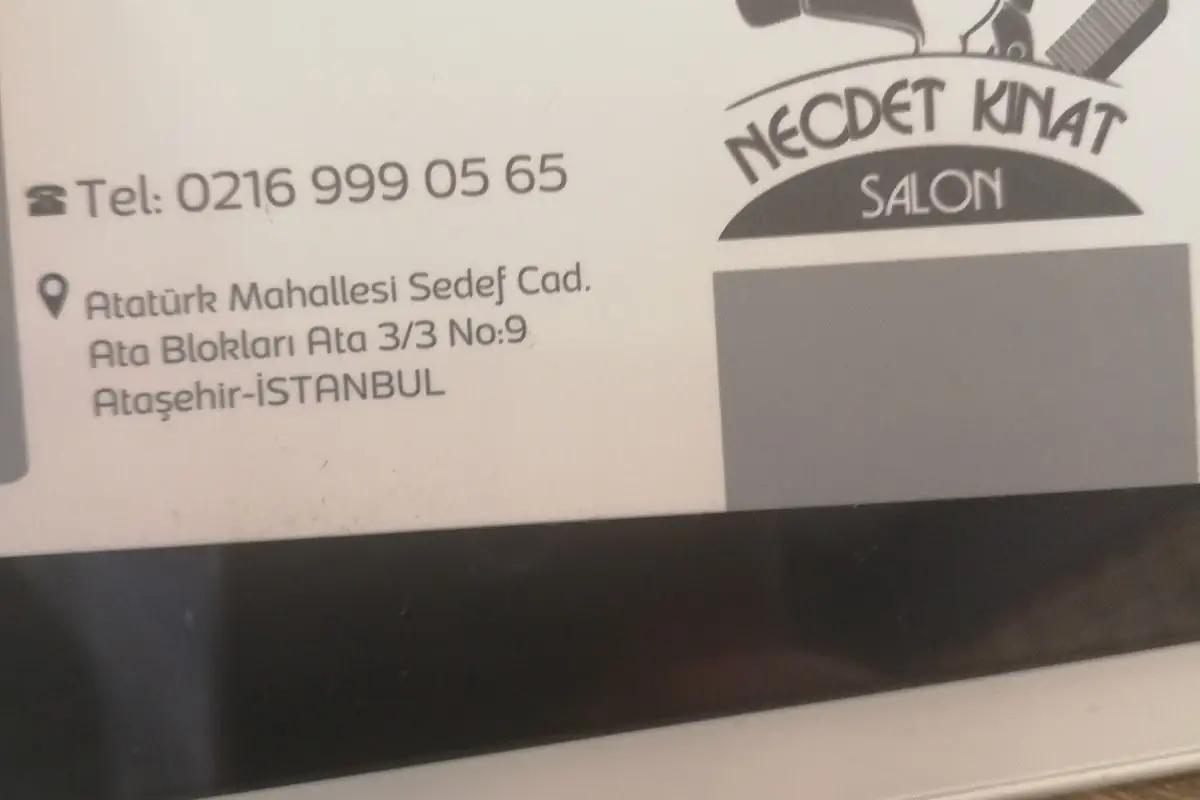 NECDET KINAT
SALON
Tel: 0216 999 05 65
Atatürk Mahallesi Sedef Cad.
Ata Blokları Ata 3/3 No:9
Ataşehir-İSTANBUL